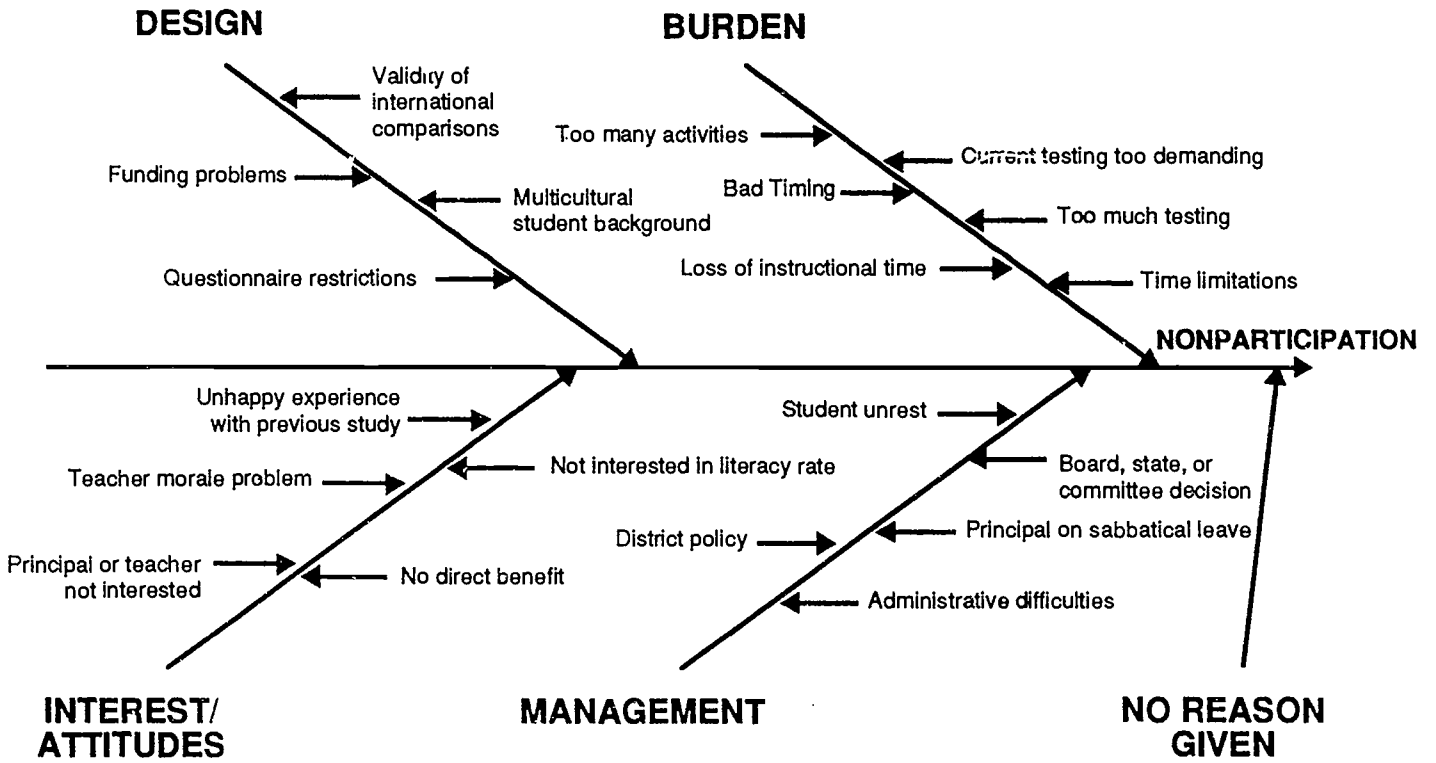 DESIGN
BURDEN
Validity of
international
comparisons
Too many activities
Current testing too demanding
Funding problems
Bad Timing
Multicultural
student background
Too much testing
Questionnaire restrictions
Loss of instructional time
Time limitations
NONPARTICIPATION
Unhappy experience
with previous study
Student unrest
Not interested in literacy rate
Board, state, or
committee decision
Teacher morale problem
District policy
Principal on sabbatical leave
Principal or teacher
not interested
No direct benefit
Administrative difficulties
INTEREST/
ATTITUDES
MANAGEMENT
NO REASON
GIVEN